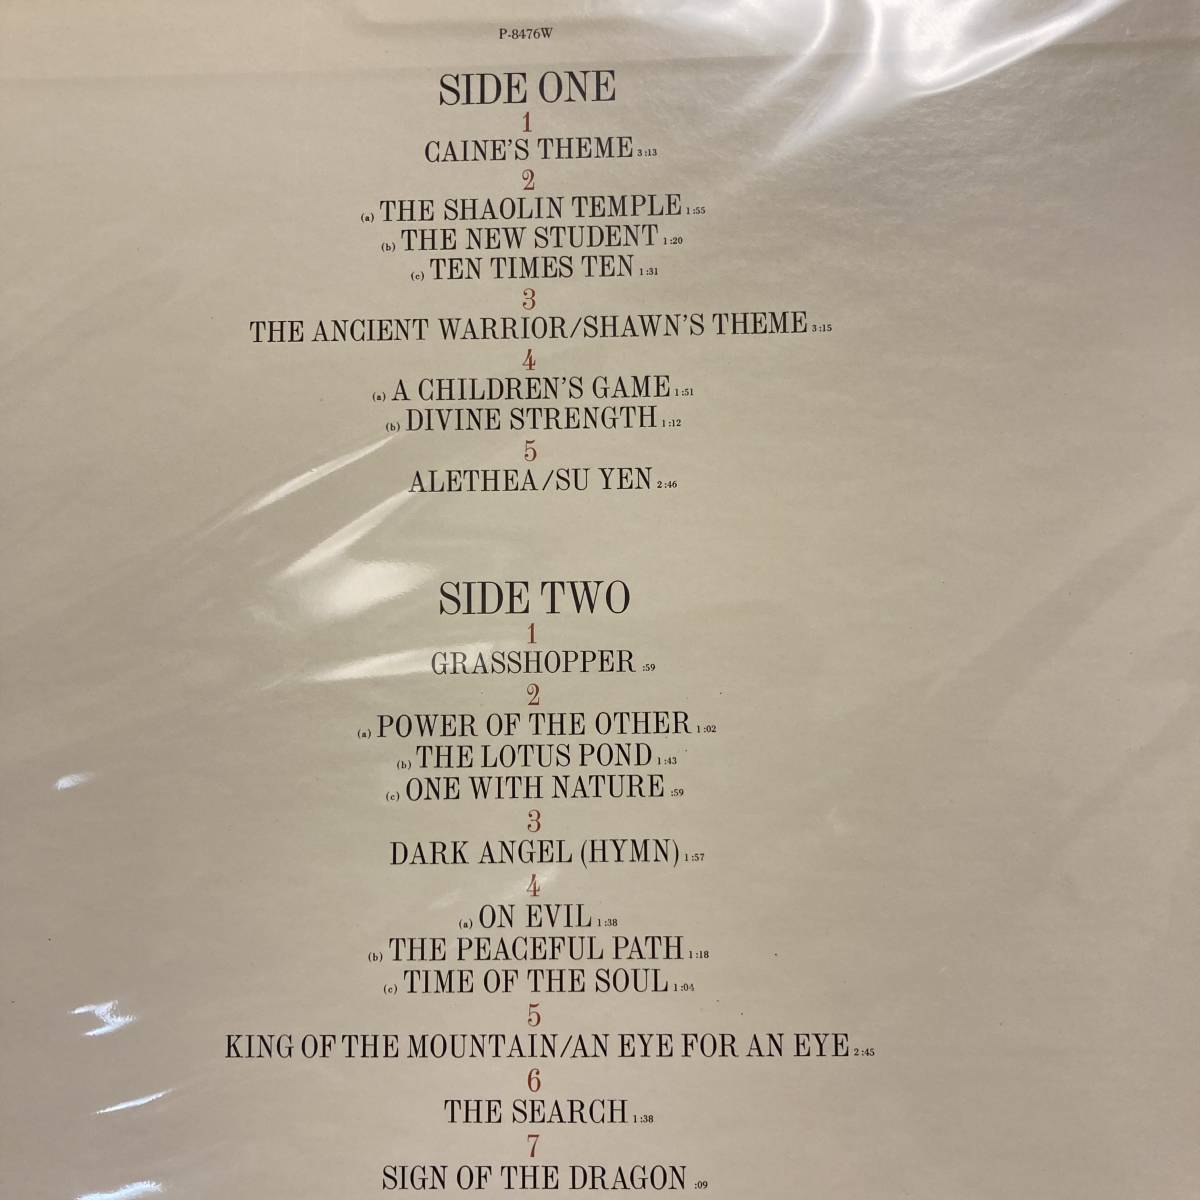 P-8476W
SIDE ONE
1
CAINE'S THEME 3:13
2
(a) THE SHAOLIN TEMPLE 1:55
(b) THE NEW STUDENT 1:20
(c) TEN TIMES TEN 1:31
3
THE ANCIENT WARRIOR/SHAWN'S THEME 3:15
4
(a) A CHILDREN'S GAME 1:51
(b) DIVINE STRENGTH 1:12
5
ALETHEA/SU YEN 2:46
SIDE TWO
1
GRASSHOPPER :59
2
(a) POWER OF THE OTHER 1:02
(b) THE LOTUS POND 1:43
(c) ONE WITH NATURE :59
3
DARK ANGEL (HYMN) 1:57
4
(a) ON EVIL 1:38
(b) THE PEACEFUL PATH 1:18
(c) TIME OF THE SOUL 1:04
5
KING OF THE MOUNTAIN/AN EYE FOR AN EYE 2:45
6
THE SEARCH 1:38
7
SIGN OF THE DRAGON :09